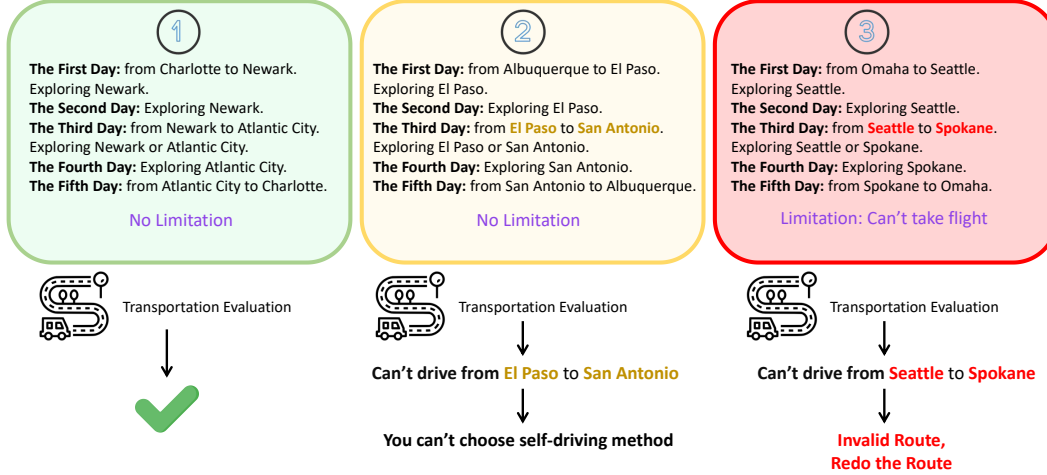 1
The First Day: from Charlotte to Newark.
Exploring Newark.
The Second Day: Exploring Newark.
The Third Day: from Newark to Atlantic City.
Exploring Newark or Atlantic City.
The Fourth Day: Exploring Atlantic City.
The Fifth Day: from Atlantic City to Charlotte.
No Limitation
Transportation Evaluation
2
The First Day: from Albuquerque to El Paso.
Exploring El Paso.
The Second Day: Exploring El Paso.
The Third Day: from El Paso to San Antonio.
Exploring El Paso or San Antonio.
The Fourth Day: Exploring San Antonio.
The Fifth Day: from San Antonio to Albuquerque.
No Limitation
Transportation Evaluation
Can't drive from El Paso to San Antonio
You can't choose self-driving method
3
The First Day: from Omaha to Seattle.
Exploring Seattle.
The Second Day: Exploring Seattle.
The Third Day: from Seattle to Spokane.
Exploring Seattle or Spokane.
The Fourth Day: Exploring Spokane.
The Fifth Day: from Spokane to Omaha.
Limitation: Can't take flight
Transportation Evaluation
Can't drive from Seattle to Spokane
Invalid Route,
Redo the Route